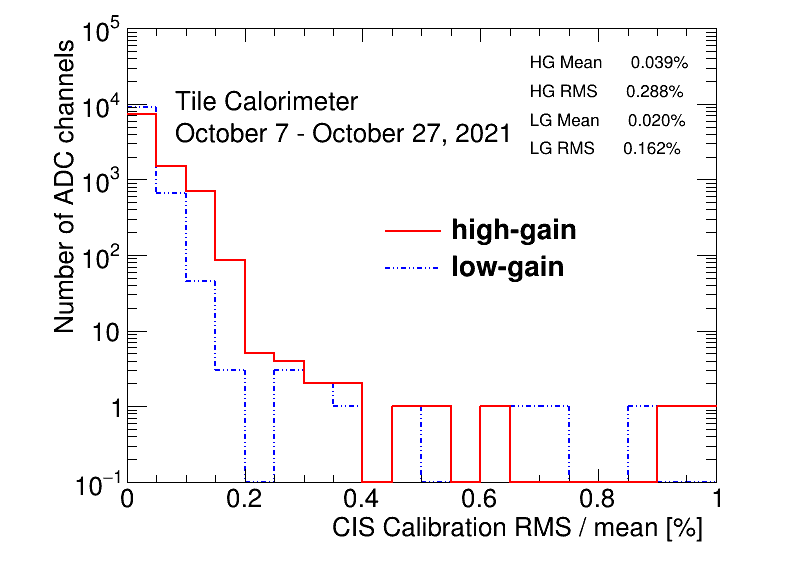 Number of ADC channels
10^5
10^4
10^3
10^2
10
1
10^−1
Tile Calorimeter
October 7 - October 27, 2021
HG Mean 0.039%
HG RMS 0.288%
LG Mean 0.020%
LG RMS 0.162%
high-gain
low-gain
0 0.2 0.4 0.6 0.8 1
CIS Calibration RMS / mean [%]